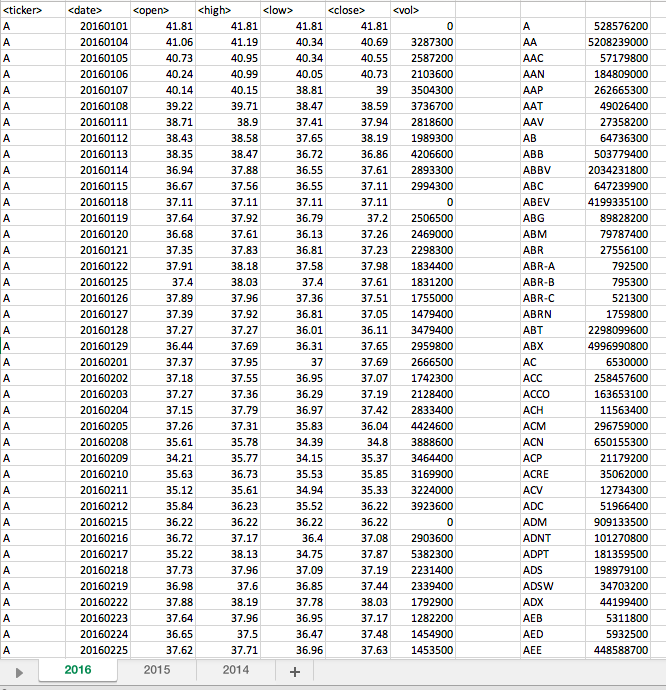 <ticker> <date> <open> <high> <low> <close> <vol>
A 20160101 41.81 41.81 41.81 41.81 0 A 528576200
A 20160104 41.06 41.19 40.34 40.69 3287300 AA 5208239000
A 20160105 40.73 40.95 40.34 40.55 2587200 AAC 57179800
A 20160106 40.24 40.99 40.05 40.73 2103600 AAN 184809000
A 20160107 40.14 40.15 38.81 39 3504300 AAP 262665300
A 20160108 39.22 39.71 38.47 38.59 3736700 AAT 49026400
A 20160111 38.71 38.9 37.41 37.94 2818600 AAV 27358200
A 20160112 38.43 38.58 37.65 38.19 1989300 AB 64736300
A 20160113 38.35 38.47 36.72 36.86 4206600 ABB 503779400
A 20160114 36.94 37.88 36.55 37.61 2893300 ABBV 2034231800
A 20160115 36.67 37.56 36.55 37.11 2994300 ABC 647239900
A 20160118 37.11 37.11 37.11 37.11 0 ABEV 4199335100
A 20160119 37.64 37.92 36.79 37.2 2506500 ABG 89828200
A 20160120 36.68 37.61 36.13 37.26 2469000 ABM 79787400
A 20160121 37.35 37.83 36.81 37.23 2298300 ABR 27556100
A 20160122 37.91 38.18 37.58 37.98 1834400 ABR-A 792500
A 20160125 37.4 38.03 37.4 37.61 1831200 ABR-B 795300
A 20160126 37.89 37.96 37.36 37.51 1755000 ABR-C 521300
A 20160127 37.39 37.92 36.81 37.05 1479400 ABRN 1759800
A 20160128 37.27 37.27 36.01 36.11 3479400 ABT 2298099600
A 20160129 36.44 37.69 36.31 37.65 2959800 ABX 4996990800
A 20160201 37.37 37.95 37 37.69 2666500 AC 6530000
A 20160202 37.18 37.55 36.95 37.07 1742300 ACC 258457600
A 20160203 37.27 37.36 36.29 37.19 2128400 ACCO 163653100
A 20160204 37.15 37.79 36.97 37.42 2833400 ACH 11563400
A 20160205 37.26 37.31 35.83 36.04 4424600 ACM 296759000
A 20160208 35.61 35.78 34.39 34.8 3888600 ACN 650155300
A 20160209 34.21 35.77 34.15 35.37 3464400 ACP 21179200
A 20160210 35.63 36.73 35.53 35.85 3169900 ACRE 35062000
A 20160211 35.12 35.61 34.94 35.33 3224000 ACV 12734300
A 20160212 35.84 36.23 35.52 36.22 3923600 ADC 51966400
A 20160215 36.22 36.22 36.22 36.22 0 ADM 909133500
A 20160216 36.72 37.17 36.4 37.08 2903600 ADNT 101270800
A 20160217 35.22 38.13 34.75 37.87 5382300 ADPT 181359500
A 20160218 37.73 37.96 37.09 37.19 2231400 ADS 198979100
A 20160219 36.98 37.6 36.85 37.44 2339400 ADSW 34703200
A 20160222 37.88 38.19 37.78 38.03 1792900 ADX 44199400
A 20160223 37.64 37.96 36.95 37.17 1282200 AEB 5311800
A 20160224 36.65 37.5 36.47 37.48 1454900 AED 5932500
A 20160225 37.62 37.71 36.96 37.63 1453500 AEE 448588700
2016 2015 2014 +